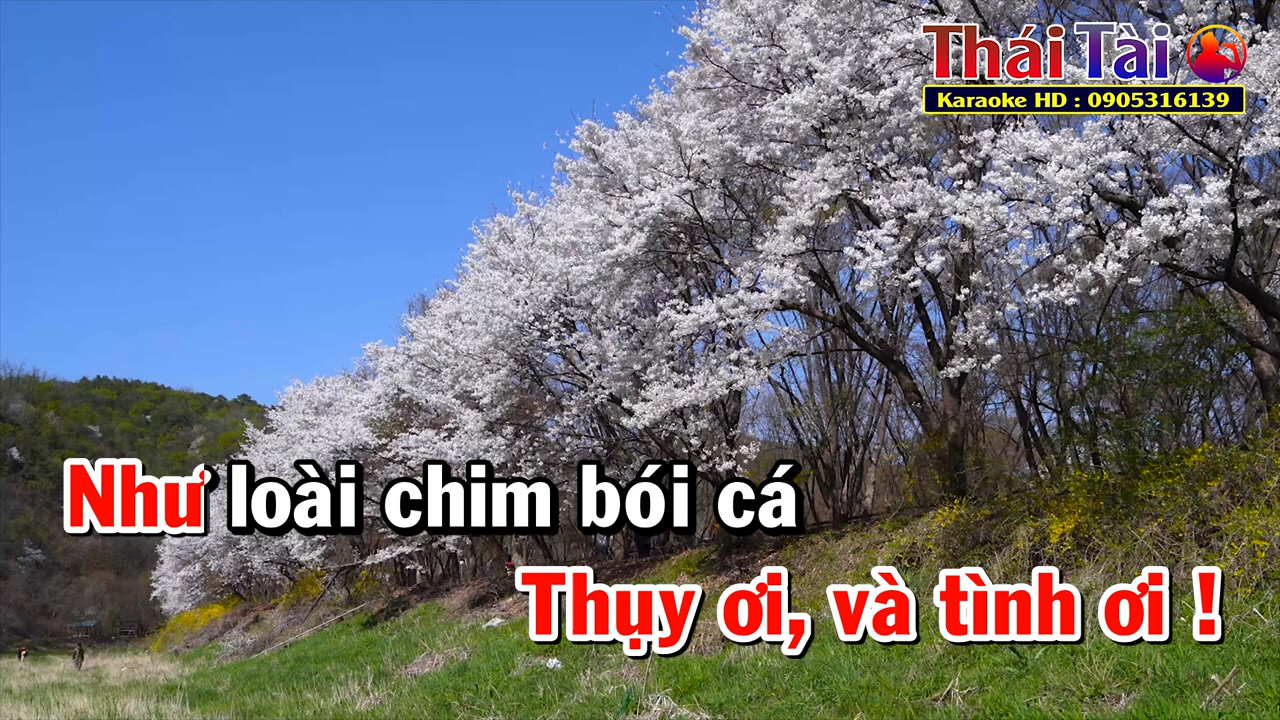 Thái Tài
Karaoke HD : 0905316139
Như loài chim bói cá
Thụy ơi, và tình ơi !